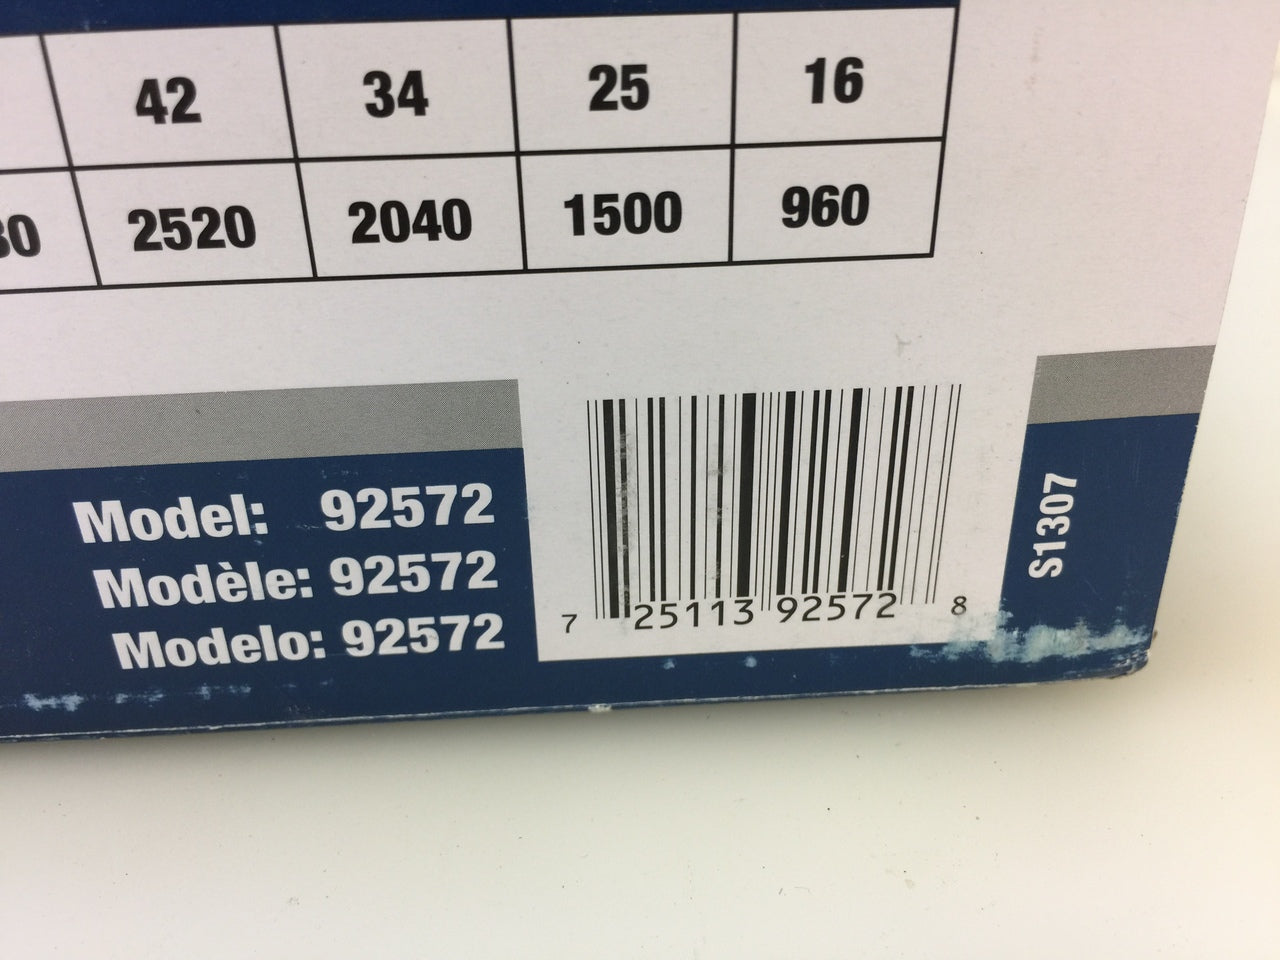 42 34 25 16
2520 2040 1500 960
Model: 92572
Modèle: 92572
Modelo: 92572
7 25113 92572 8
S1307